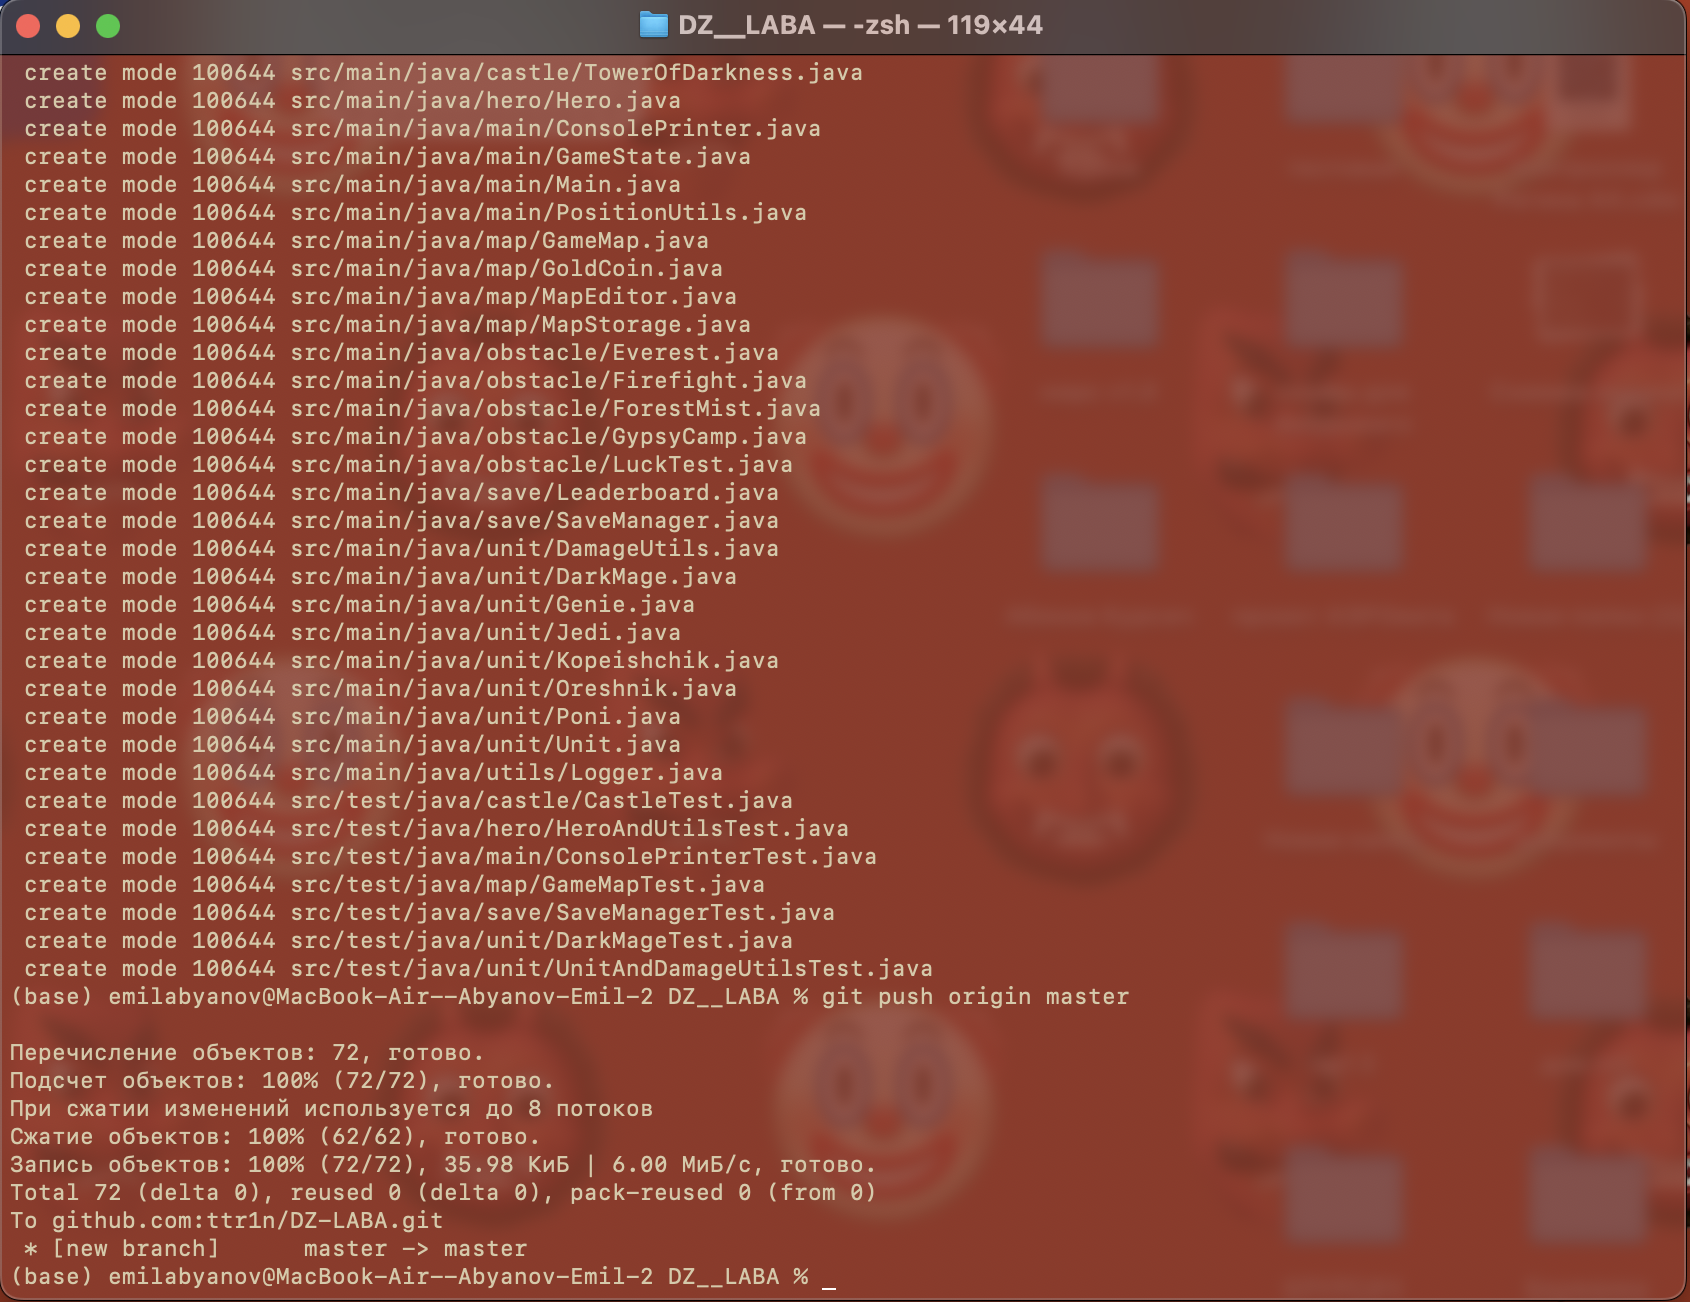 DZ__LABA — -zsh — 119×44
create mode 100644 src/main/java/castle/TowerOfDarkness.java
create mode 100644 src/main/java/hero/Hero.java
create mode 100644 src/main/java/main/ConsolePrinter.java
create mode 100644 src/main/java/main/GameState.java
create mode 100644 src/main/java/main/Main.java
create mode 100644 src/main/java/main/PositionUtils.java
create mode 100644 src/main/java/map/GameMap.java
create mode 100644 src/main/java/map/GoldCoin.java
create mode 100644 src/main/java/map/MapEditor.java
create mode 100644 src/main/java/map/MapStorage.java
create mode 100644 src/main/java/obstacle/Everest.java
create mode 100644 src/main/java/obstacle/Firefight.java
create mode 100644 src/main/java/obstacle/ForestMist.java
create mode 100644 src/main/java/obstacle/GypsyCamp.java
create mode 100644 src/main/java/obstacle/LuckTest.java
create mode 100644 src/main/java/save/Leaderboard.java
create mode 100644 src/main/java/save/SaveManager.java
create mode 100644 src/main/java/unit/DamageUtils.java
create mode 100644 src/main/java/unit/DarkMage.java
create mode 100644 src/main/java/unit/Genie.java
create mode 100644 src/main/java/unit/Jedi.java
create mode 100644 src/main/java/unit/Kopeishchik.java
create mode 100644 src/main/java/unit/Oreshnik.java
create mode 100644 src/main/java/unit/Poni.java
create mode 100644 src/main/java/unit/Unit.java
create mode 100644 src/main/java/utils/Logger.java
create mode 100644 src/test/java/castle/CastleTest.java
create mode 100644 src/test/java/hero/HeroAndUtilsTest.java
create mode 100644 src/test/java/main/ConsolePrinterTest.java
create mode 100644 src/test/java/map/GameMapTest.java
create mode 100644 src/test/java/save/SaveManagerTest.java
create mode 100644 src/test/java/unit/DarkMageTest.java
create mode 100644 src/test/java/unit/UnitAndDamageUtilsTest.java
(base) emilabyanov@MacBook-Air--Abyanov-Emil-2 DZ__LABA % git push origin master
Перечисление объектов: 72, готово.
Подсчет объектов: 100% (72/72), готово.
При сжатии изменений используется до 8 потоков
Сжатие объектов: 100% (62/62), готово.
Запись объектов: 100% (72/72), 35.98 КиБ | 6.00 МиБ/с, готово.
Total 72 (delta 0), reused 0 (delta 0), pack-reused 0 (from 0)
To github.com:ttr1n/DZ-LABA.git
* [new branch]      master -> master
(base) emilabyanov@MacBook-Air--Abyanov-Emil-2 DZ__LABA % _